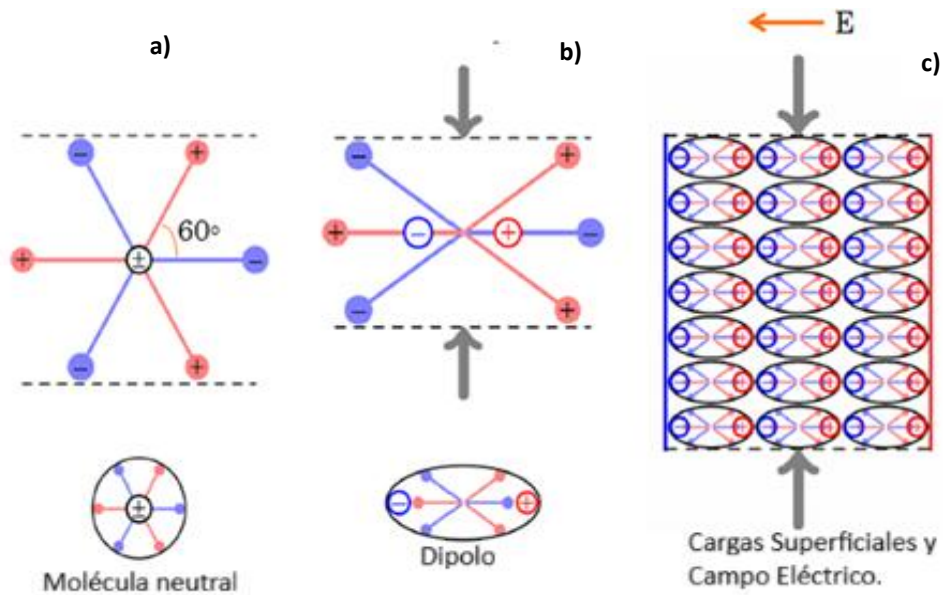 a)
b)
E
c)
60°
Molécula neutral
Dipolo
Cargas Superficiales y
Campo Eléctrico.